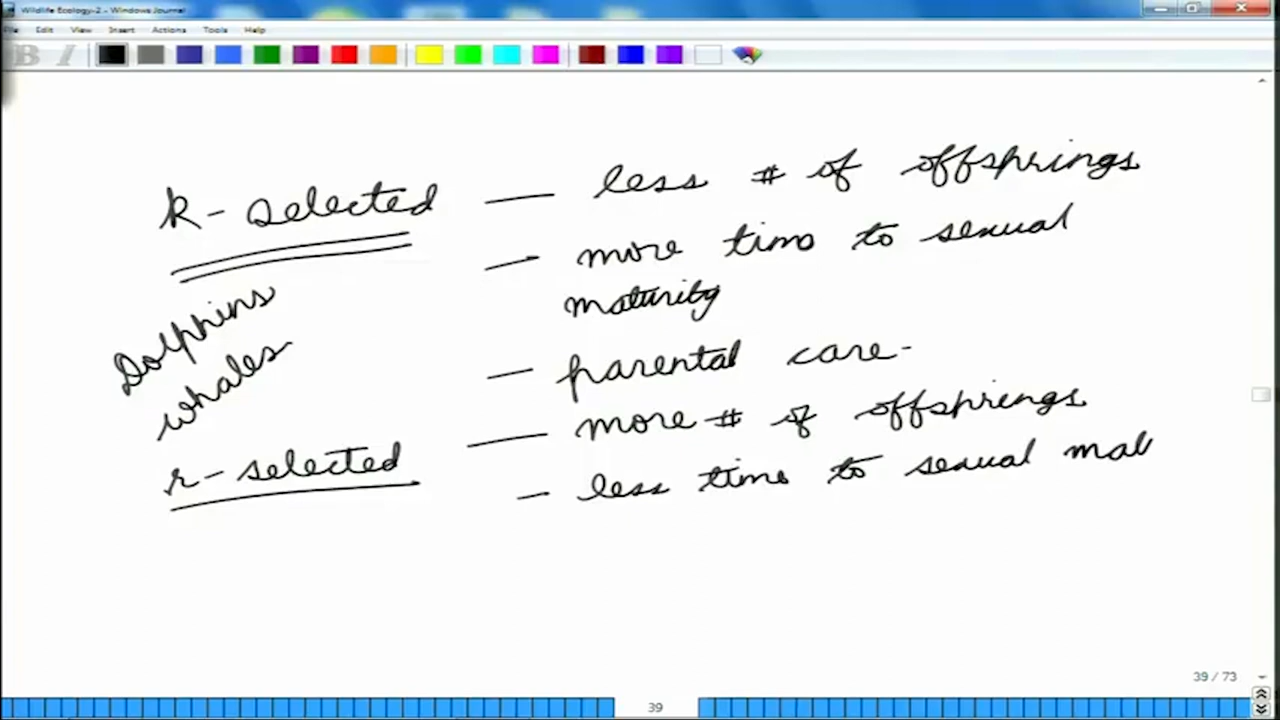 Wildlife Ecology-2 - Windows Journal
File Edit View Insert Actions Tools Help
B I
k- selected — less # of offsprings
— more time to sexual
maturity
Dolphins
whales
— parental care-
r- selected — more # of offsprings
— less time to sexual mat
39 / 73
39